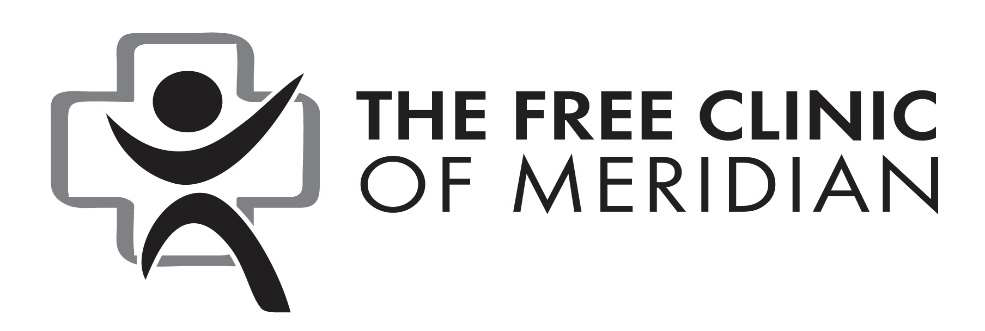 THE FREE CLINIC
OF MERIDIAN